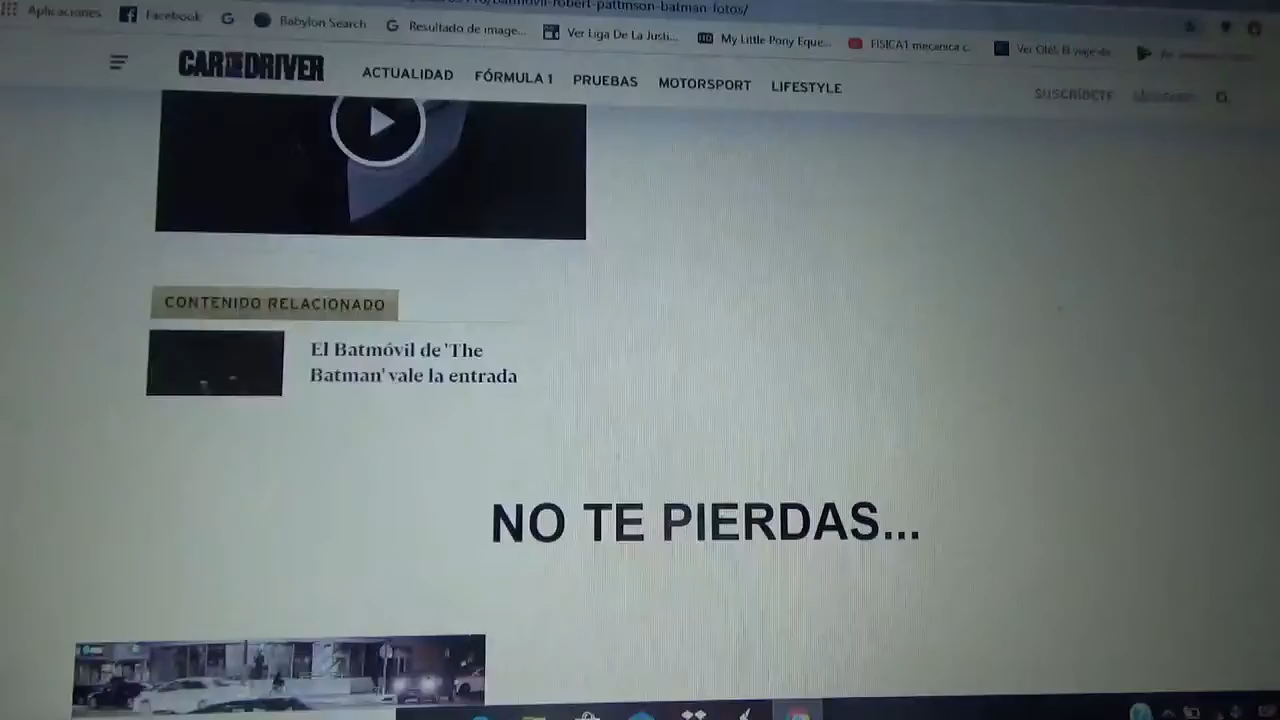 Aplicaciones Facebook Babylon Search Resultado de image... Ver Liga De La Justi... My Little Pony Eque... FISICA1 mecanica c.
CAR AND DRIVER ACTUALIDAD FÓRMULA 1 PRUEBAS MOTORSPORT LIFESTYLE SUSCRÍBETE
CONTENIDO RELACIONADO
El Batmóvil de 'The
Batman' vale la entrada
NO TE PIERDAS...